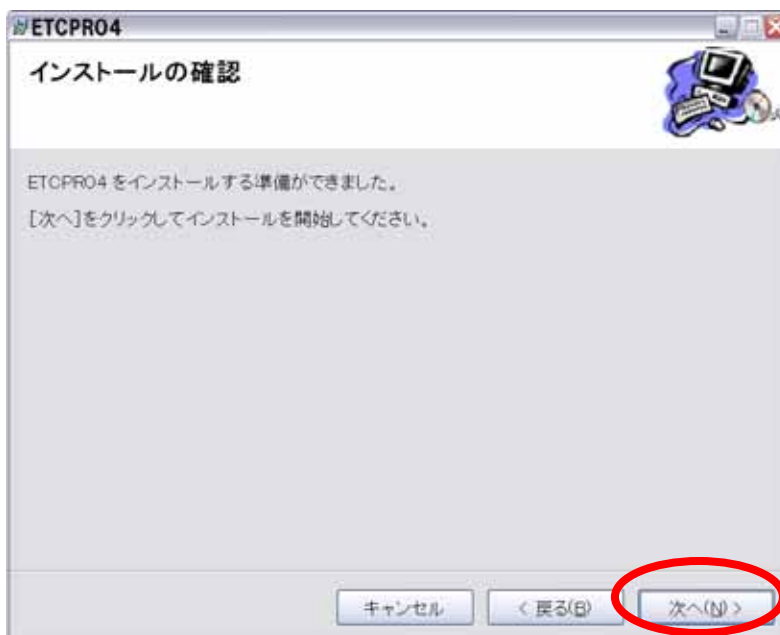 ETCPRO4
インストールの確認
ETCPRO4 をインストールする準備ができました。
[次へ]をクリックしてインストールを開始してください。
キャンセル
< 戻る(B)
次へ(N) >